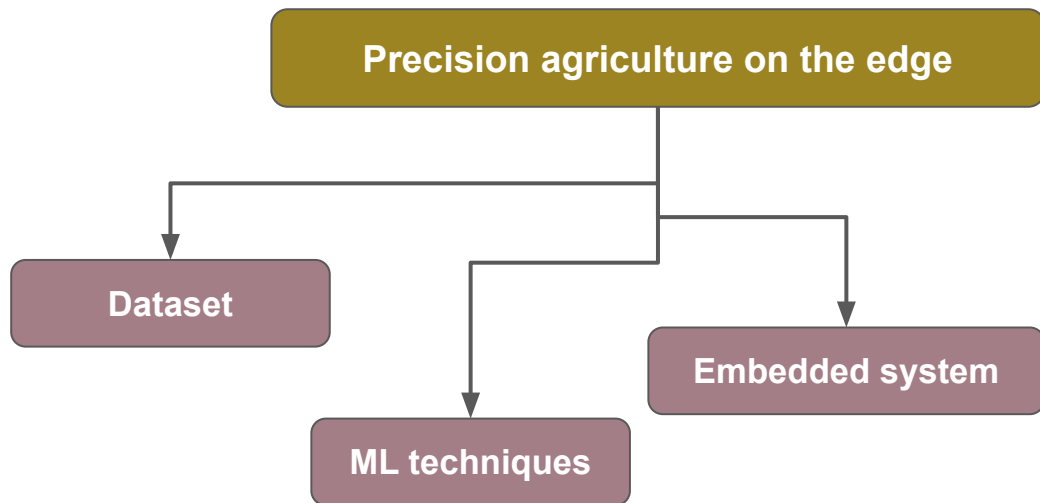 Precision agriculture on the edge
Dataset
Embedded system
ML techniques